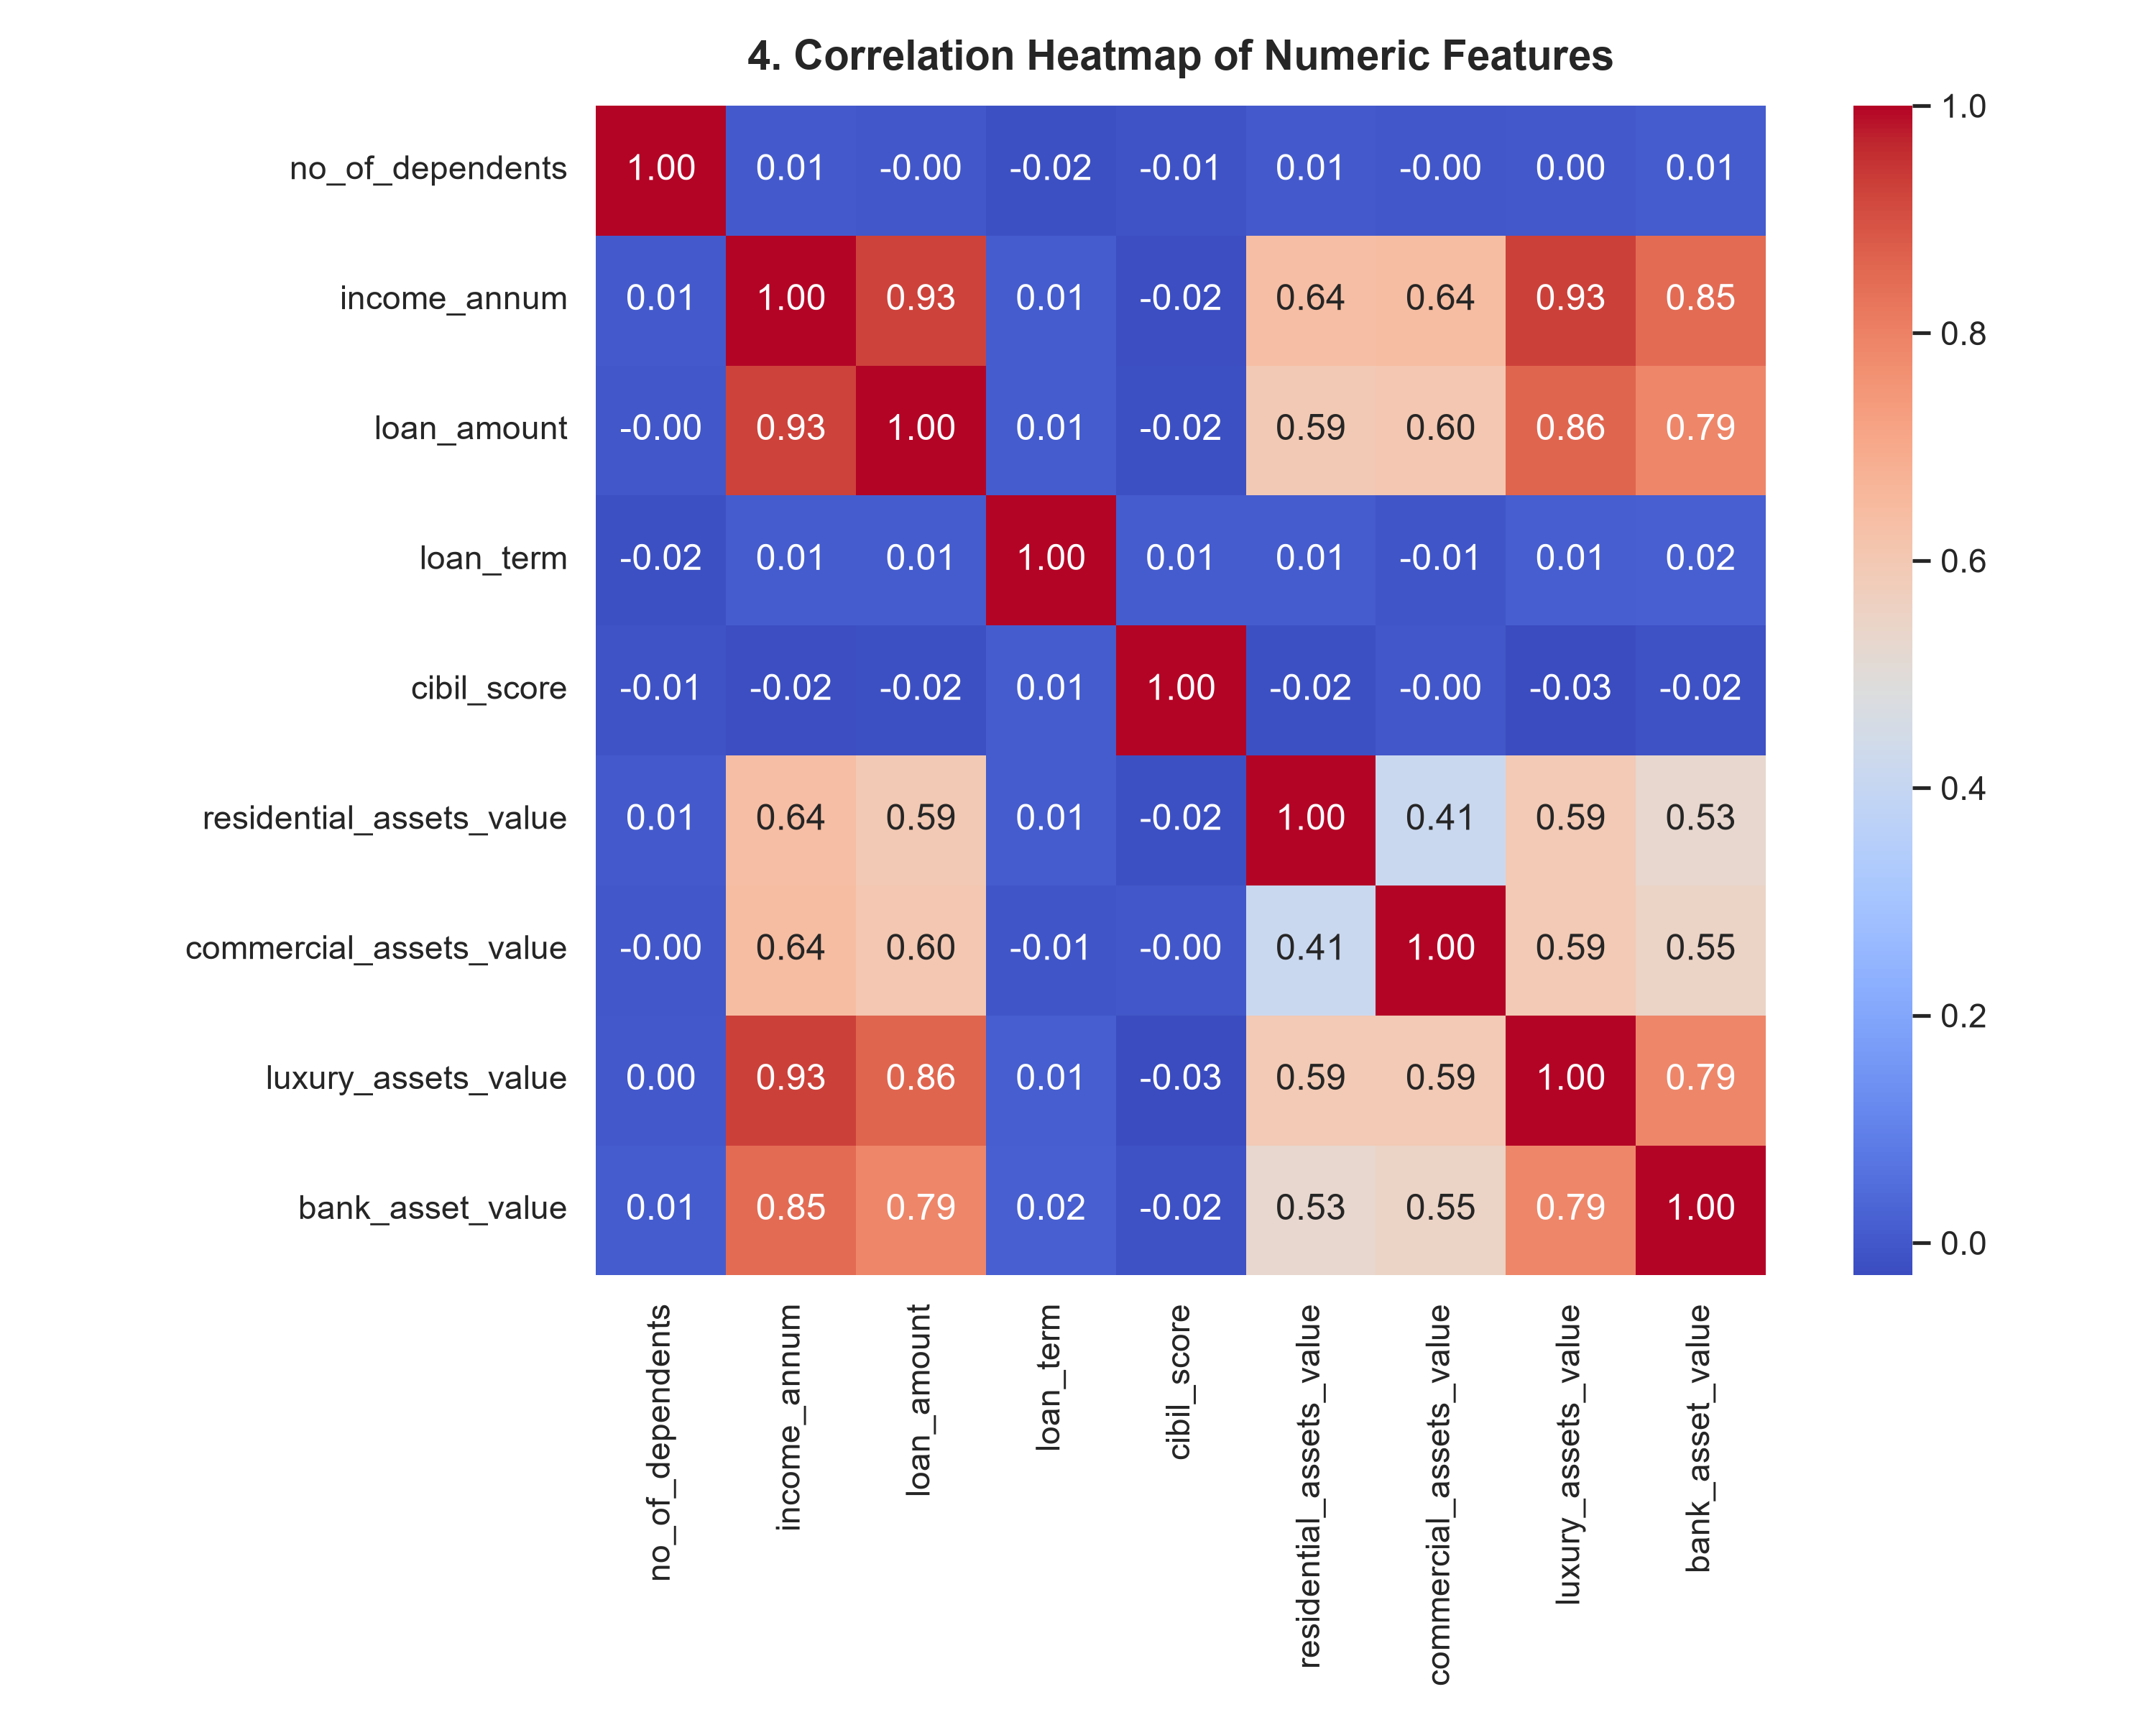 4. Correlation Heatmap of Numeric Features
no_of_dependents 1.00 0.01 -0.00 -0.02 -0.01 0.01 -0.00 0.00 0.01
income_annum 0.01 1.00 0.93 0.01 -0.02 0.64 0.64 0.93 0.85
loan_amount -0.00 0.93 1.00 0.01 -0.02 0.59 0.60 0.86 0.79
loan_term -0.02 0.01 0.01 1.00 0.01 0.01 -0.01 0.01 0.02
cibil_score -0.01 -0.02 -0.02 0.01 1.00 -0.02 -0.00 -0.03 -0.02
residential_assets_value 0.01 0.64 0.59 0.01 -0.02 1.00 0.41 0.59 0.53
commercial_assets_value -0.00 0.64 0.60 -0.01 -0.00 0.41 1.00 0.59 0.55
luxury_assets_value 0.00 0.93 0.86 0.01 -0.03 0.59 0.59 1.00 0.79
bank_asset_value 0.01 0.85 0.79 0.02 -0.02 0.53 0.55 0.79 1.00
no_of_dependents
income_annum
loan_amount
loan_term
cibil_score
residential_assets_value
commercial_assets_value
luxury_assets_value
bank_asset_value
1.0
0.8
0.6
0.4
0.2
0.0